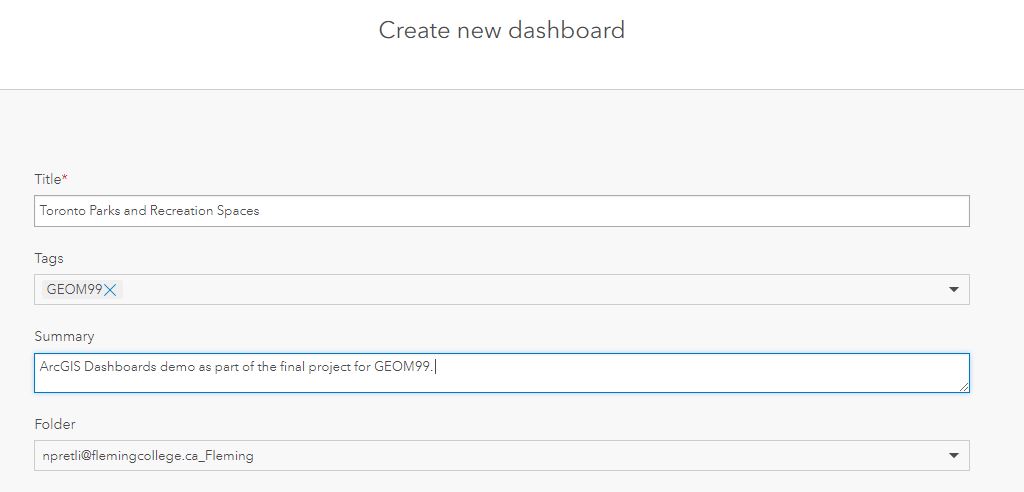 Create new dashboard
Title*
Toronto Parks and Recreation Spaces
Tags
GEOM99
Summary
ArcGIS Dashboards demo as part of the final project for GEOM99.
Folder
npretli@flemingcollege.ca_Fleming